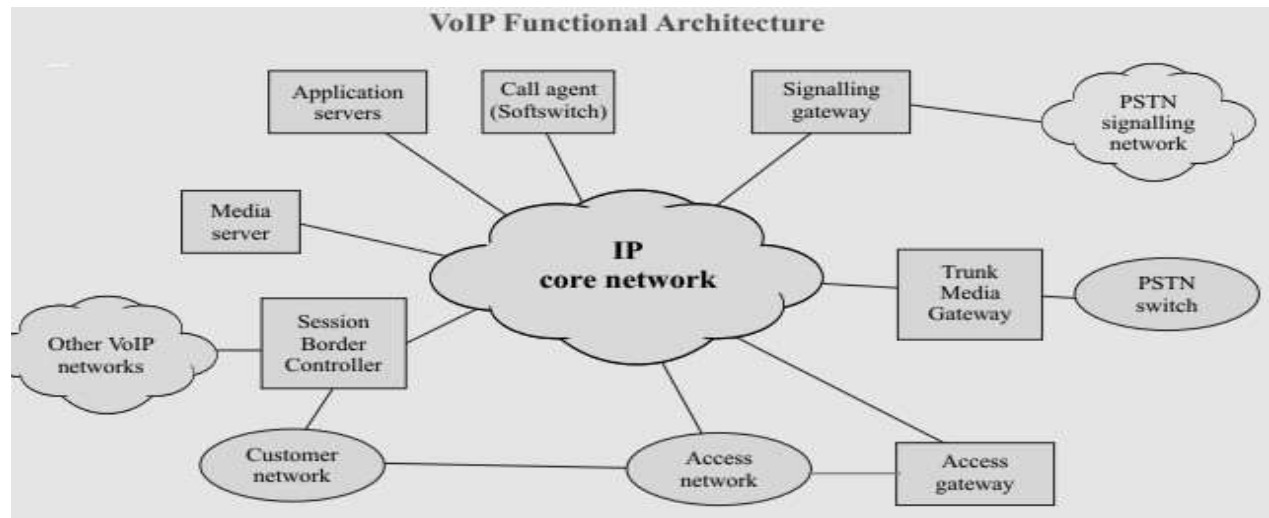 VoIP Functional Architecture
Application
servers
Call agent
(Softswitch)
Signalling
gateway
PSTN
signalling
network
Media
server
IP
core network
Trunk
Media
Gateway
PSTN
switch
Other VoIP
networks
Session
Border
Controller
Customer
network
Access
network
Access
gateway